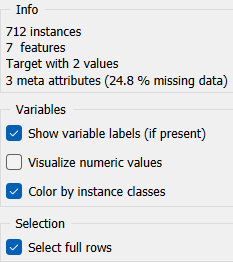 Info
712 instances
7 features
Target with 2 values
3 meta attributes (24.8 % missing data)
Variables
Show variable labels (if present)
Visualize numeric values
Color by instance classes
Selection
Select full rows